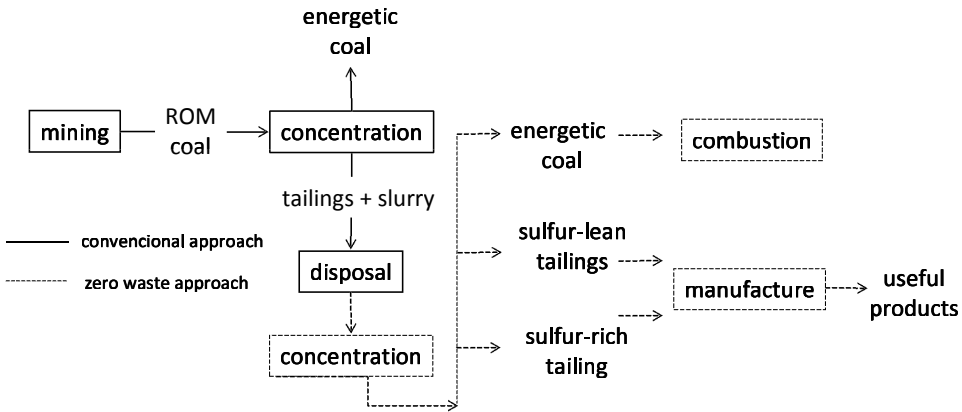 energetic
coal
mining
ROM
coal
concentration
energetic
coal
combustion
tailings + slurry
convencional approach
zero waste approach
disposal
sulfur-lean
tailings
manufacture
useful
products
concentration
sulfur-rich
tailing